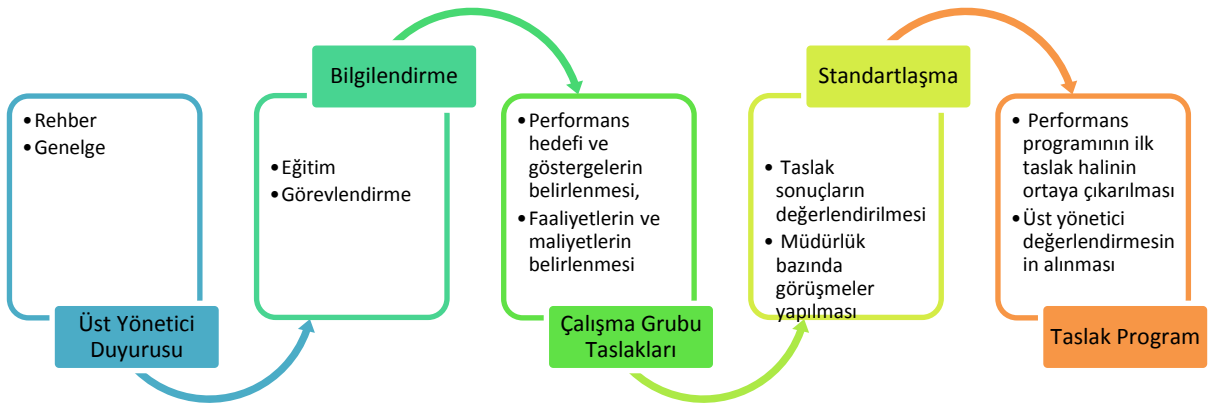 •Rehber
•Genelge
Üst Yönetici
Duyurusu
Bilgilendirme
•Eğitim
•Görevlendirme
•Performans
hedefi ve
göstergelerin
belirlenmesi,
•Faaliyetlerin ve
maliyetlerin
belirlenmesi
Çalışma Grubu
Taslakları
Standartlaşma
• Taslak
sonuçların
değerlendirilmesi
• Müdürlük
bazında
görüşmeler
yapılması
• Performans
programının ilk
taslak halinin
ortaya çıkarılması
•Üst yönetici
değerlendirmesin
in alınması
Taslak Program